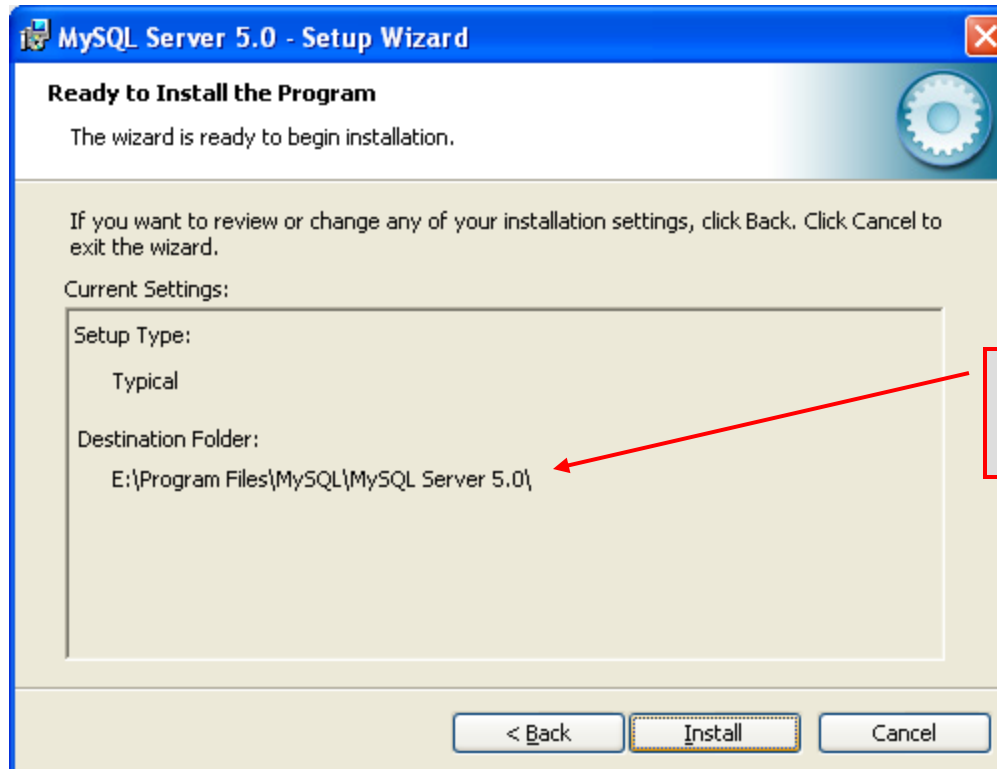 MySQL Server 5.0 - Setup Wizard
Ready to Install the Program
The wizard is ready to begin installation.
If you want to review or change any of your installation settings, click Back. Click Cancel to
exit the wizard.
Current Settings:
Setup Type:
Typical
Destination Folder:
E:\Program Files\MySQL\MySQL Server 5.0\
< Back Install Cancel